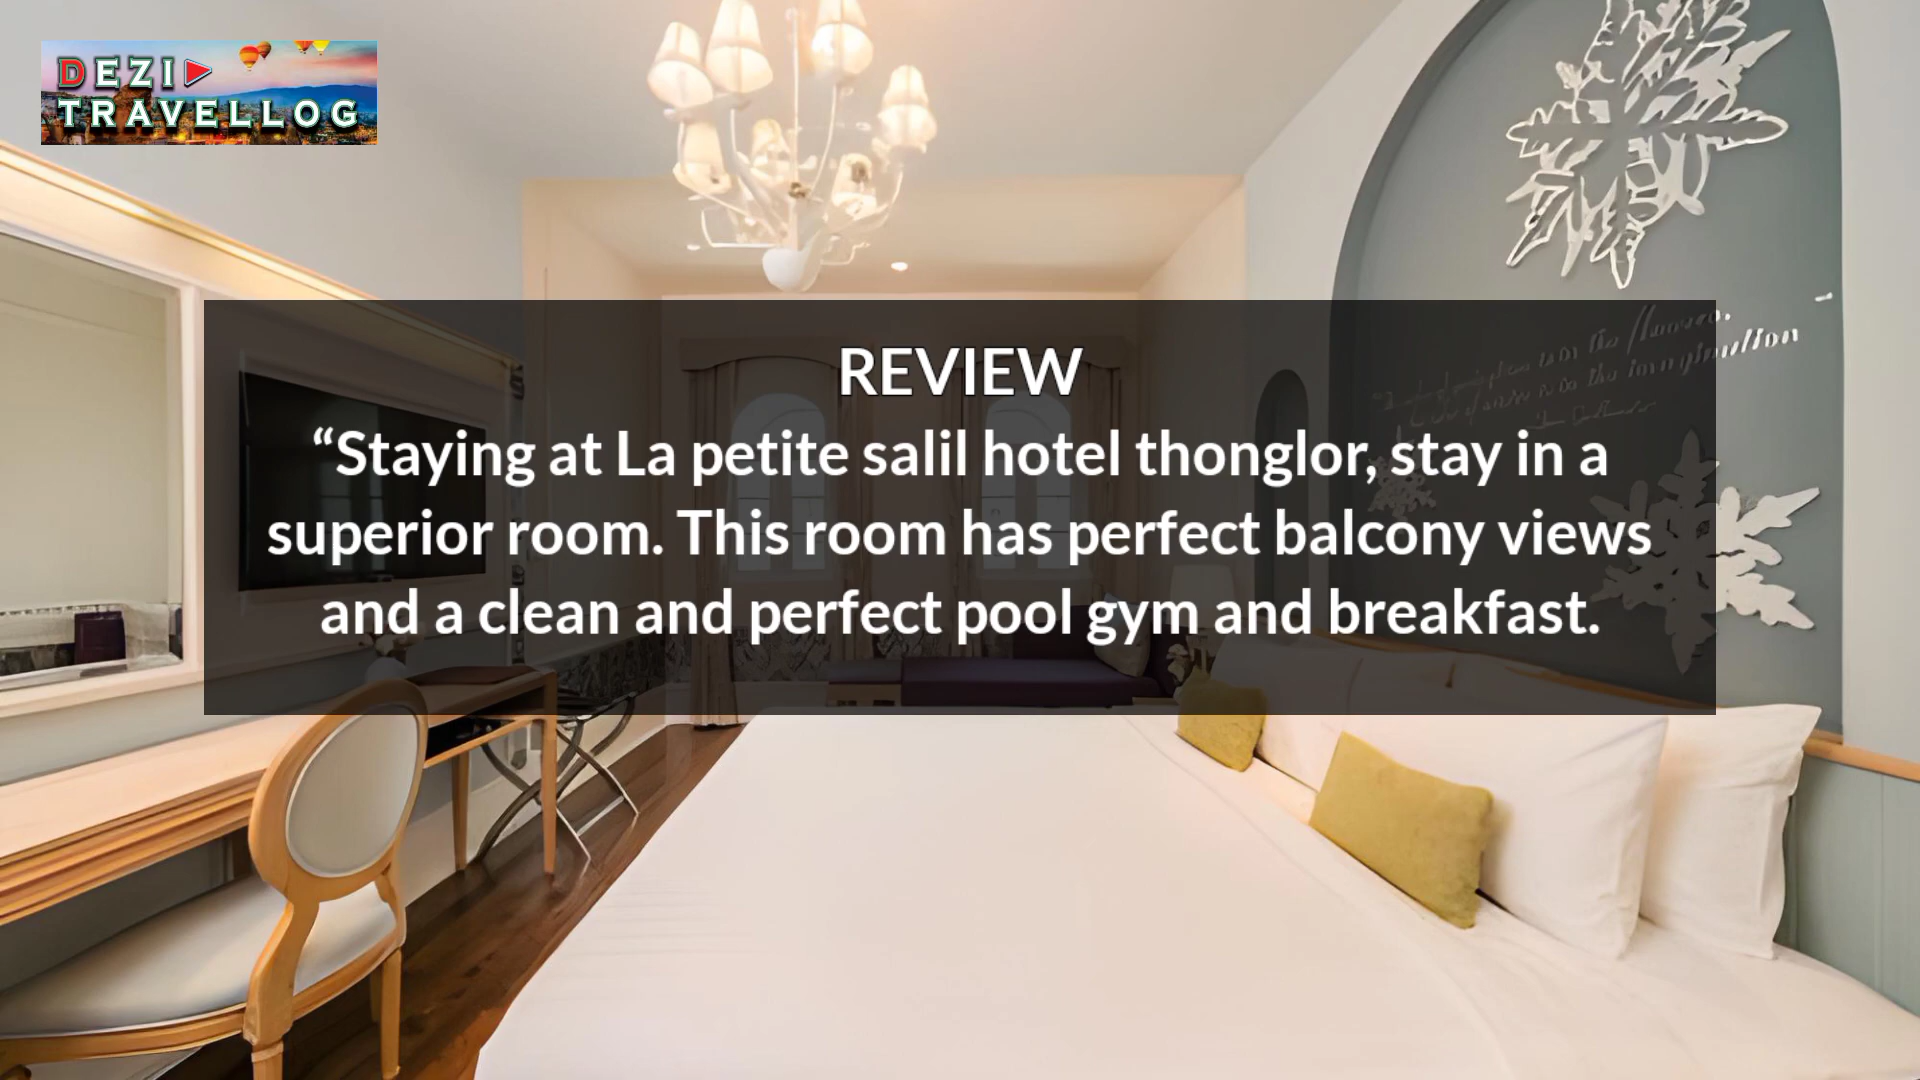 DEZI
TRAVELLOG
REVIEW
“Staying at La petite salil hotel thonglor, stay in a
superior room. This room has perfect balcony views
and a clean and perfect pool gym and breakfast.